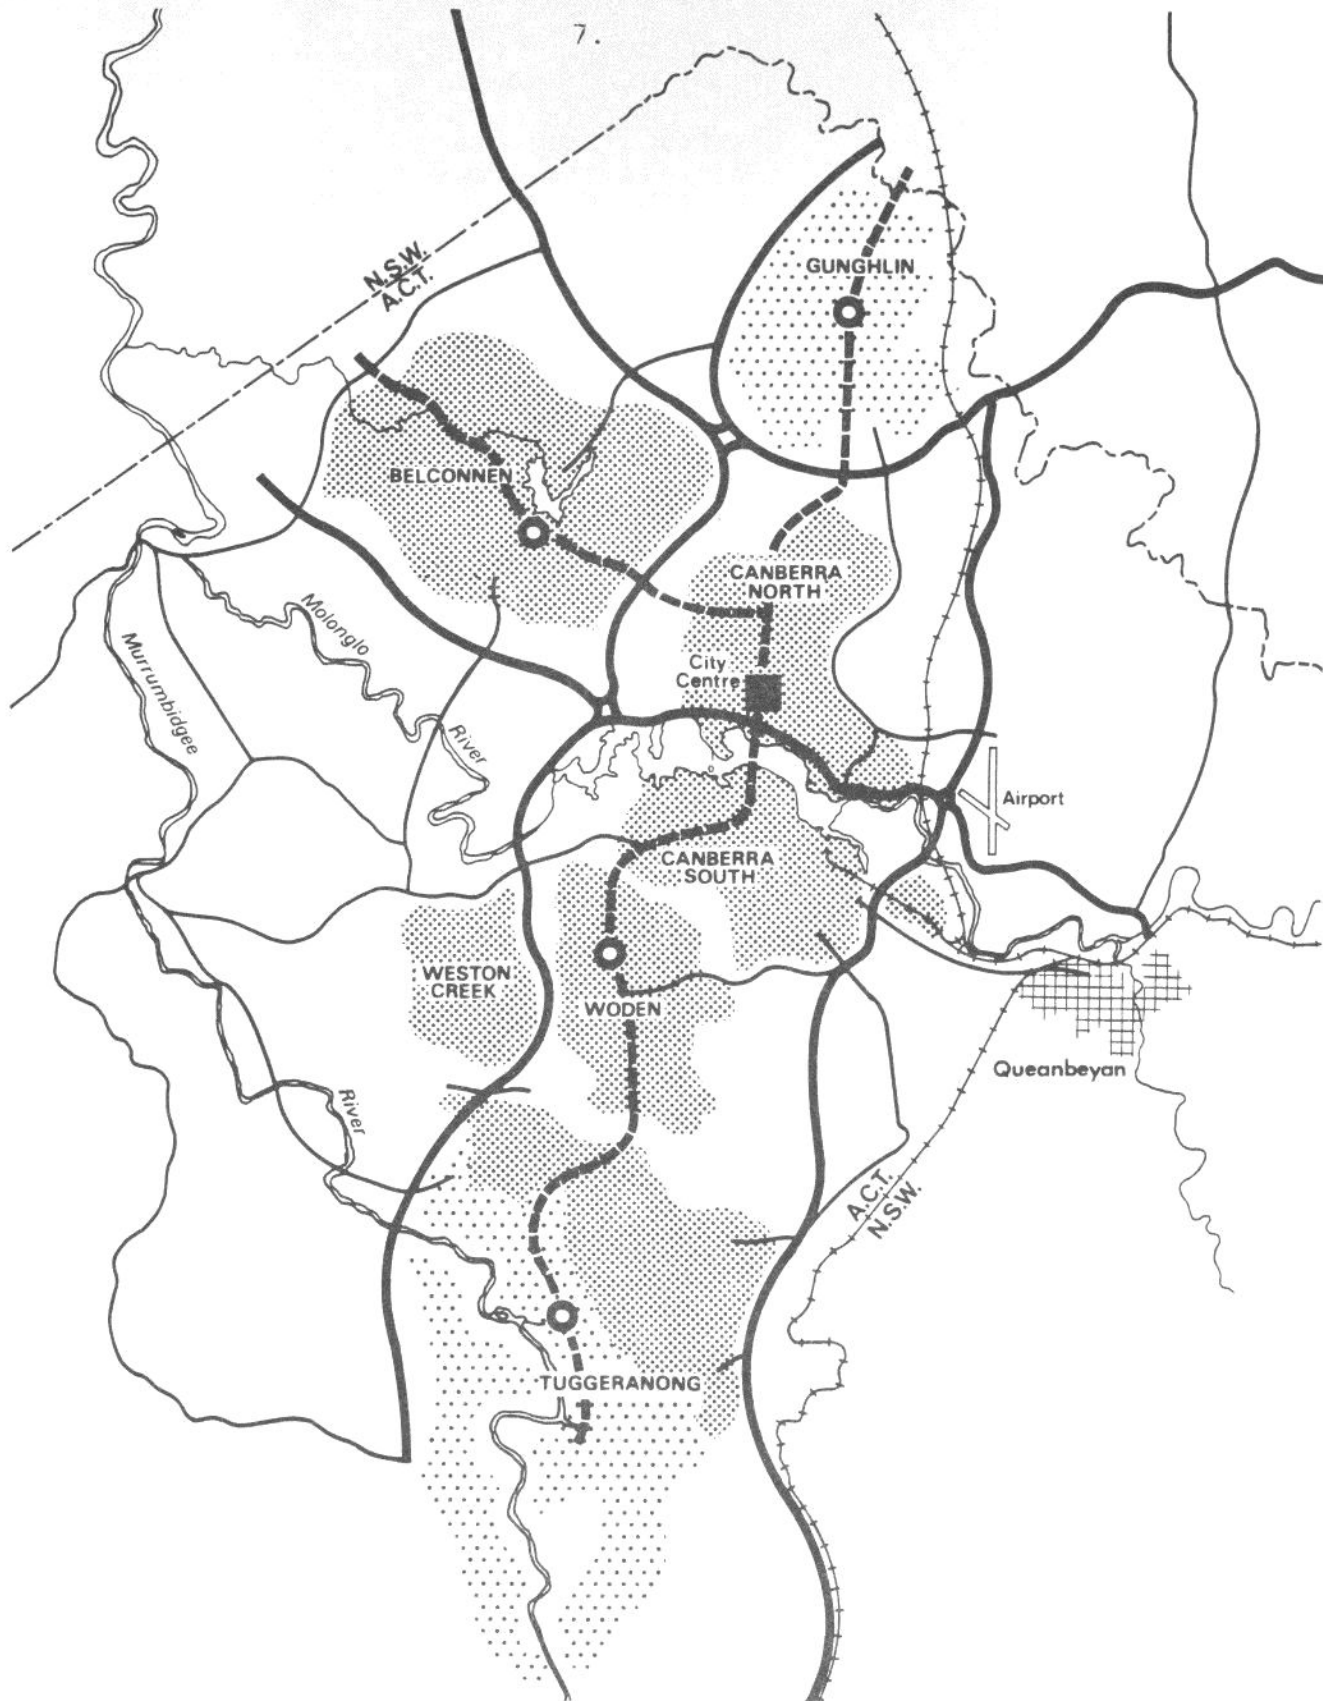 7.
N.S.W.
A.C.T.
GUNGHLIN
BELCONNEN
CANBERRA
NORTH
Molonglo
River
Murrumbidgee
City
Centre
Airport
CANBERRA
SOUTH
WESTON
CREEK
WODEN
Queanbeyan
River
A.C.T.
N.S.W.
TUGGERANONG